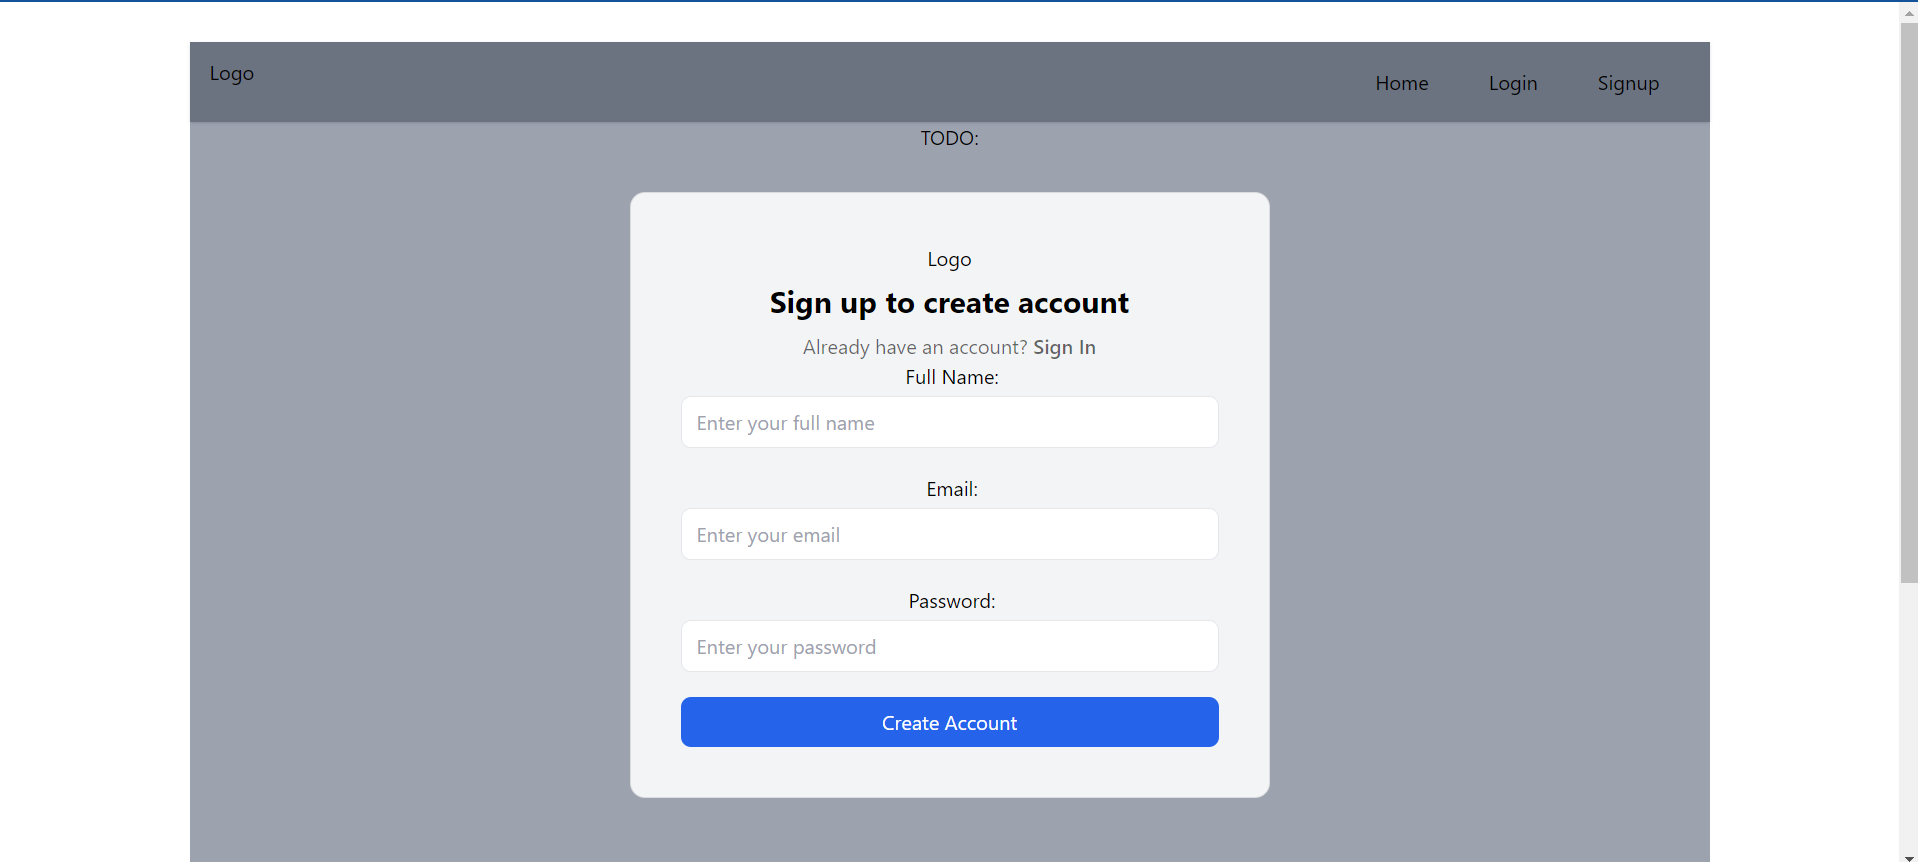 Logo
Home Login Signup
TODO:
Logo
Sign up to create account
Already have an account? Sign In
Full Name:
Enter your full name
Email:
Enter your email
Password:
Enter your password
Create Account